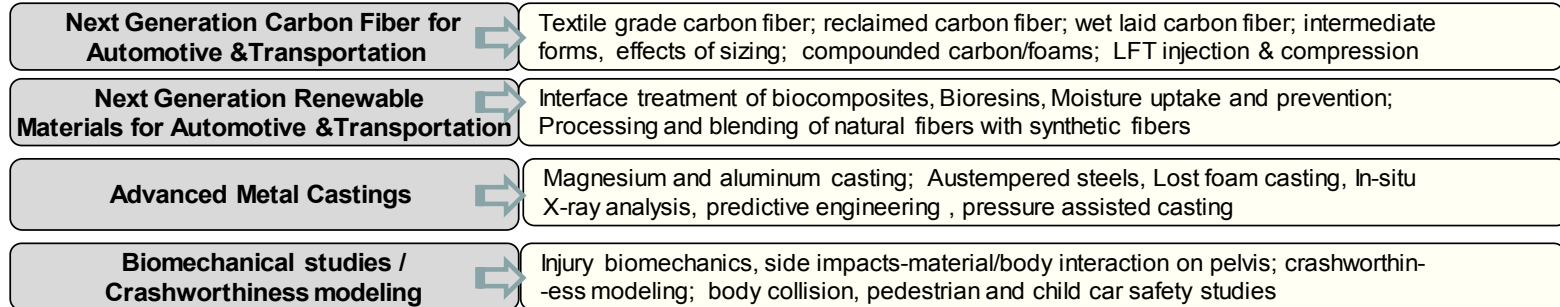 Next Generation Carbon Fiber for
Automotive &Transportation
Textile grade carbon fiber; reclaimed carbon fiber; wet laid carbon fiber; intermediate
forms, effects of sizing; compounded carbon/foams; LFT injection & compression
Next Generation Renewable
Materials for Automotive &Transportation
Interface treatment of biocomposites, Bioresins, Moisture uptake and prevention;
Processing and blending of natural fibers with synthetic fibers
Advanced Metal Castings
Magnesium and aluminum casting; Austempered steels, Lost foam casting, In-situ
X-ray analysis, predictive engineering , pressure assisted casting
Biomechanical studies /
Crashworthiness modeling
Injury biomechanics, side impacts-material/body interaction on pelvis; crashworthin-
-ess modeling; body collision, pedestrian and child car safety studies